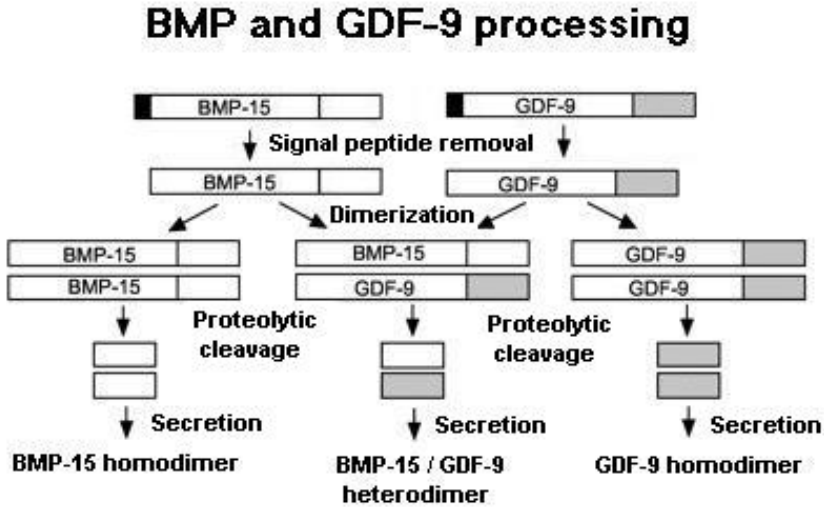 BMP and GDF-9 processing
BMP-15
GDF-9
Signal peptide removal
BMP-15
GDF-9
Dimerization
BMP-15
BMP-15
GDF-9
BMP-15
GDF-9
GDF-9
Proteolytic
cleavage
Proteolytic
cleavage
Secretion
Secretion
Secretion
BMP-15 homodimer
BMP-15 / GDF-9
heterodimer
GDF-9 homodimer